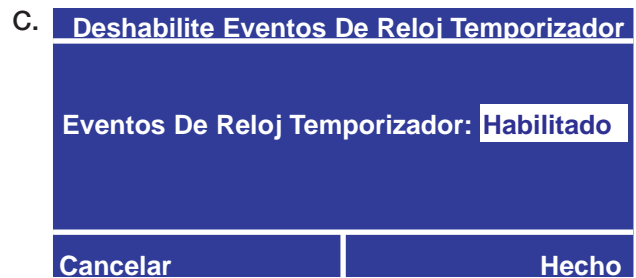 C. Deshabilite Eventos De Reloj Temporizador
Eventos De Reloj Temporizador: Habilitado
Cancelar Hecho